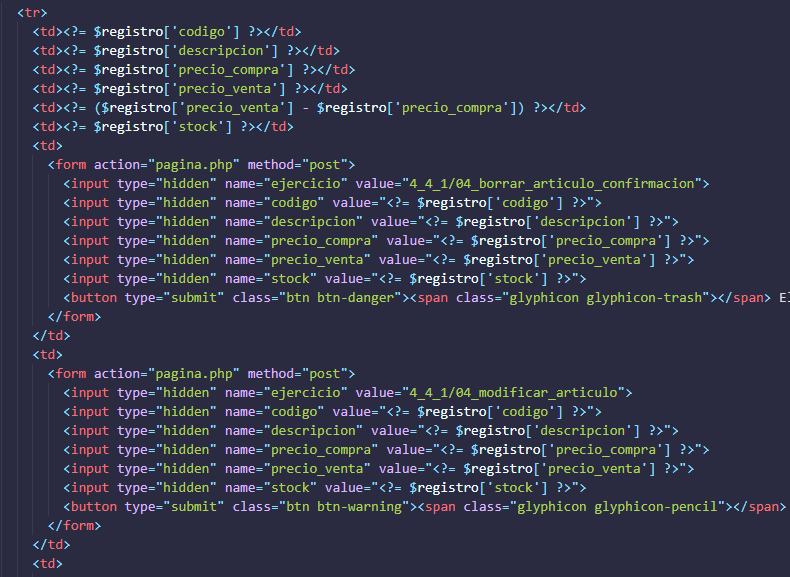 <tr>
<td><?= $registro['codigo'] ?></td>
<td><?= $registro['descripcion'] ?></td>
<td><?= $registro['precio_compra'] ?></td>
<td><?= $registro['precio_venta'] ?></td>
<td><?= ($registro['precio_venta'] - $registro['precio_compra']) ?></td>
<td><?= $registro['stock'] ?></td>
<td>
<form action="pagina.php" method="post">
<input type="hidden" name="ejercicio" value="4_4_1/04_borrar_articulo_confirmacion">
<input type="hidden" name="codigo" value="<?= $registro['codigo'] ?>">
<input type="hidden" name="descripcion" value="<?= $registro['descripcion'] ?>">
<input type="hidden" name="precio_compra" value="<?= $registro['precio_compra'] ?>">
<input type="hidden" name="precio_venta" value="<?= $registro['precio_venta'] ?>">
<input type="hidden" name="stock" value="<?= $registro['stock'] ?>">
<button type="submit" class="btn btn-danger"><span class="glyphicon glyphicon-trash"></span> El
</form>
</td>
<td>
<form action="pagina.php" method="post">
<input type="hidden" name="ejercicio" value="4_4_1/04_modificar_articulo">
<input type="hidden" name="codigo" value="<?= $registro['codigo'] ?>">
<input type="hidden" name="descripcion" value="<?= $registro['descripcion'] ?>">
<input type="hidden" name="precio_compra" value="<?= $registro['precio_compra'] ?>">
<input type="hidden" name="precio_venta" value="<?= $registro['precio_venta'] ?>">
<input type="hidden" name="stock" value="<?= $registro['stock'] ?>">
<button type="submit" class="btn btn-warning"><span class="glyphicon glyphicon-pencil"></span>
</form>
</td>
<td>